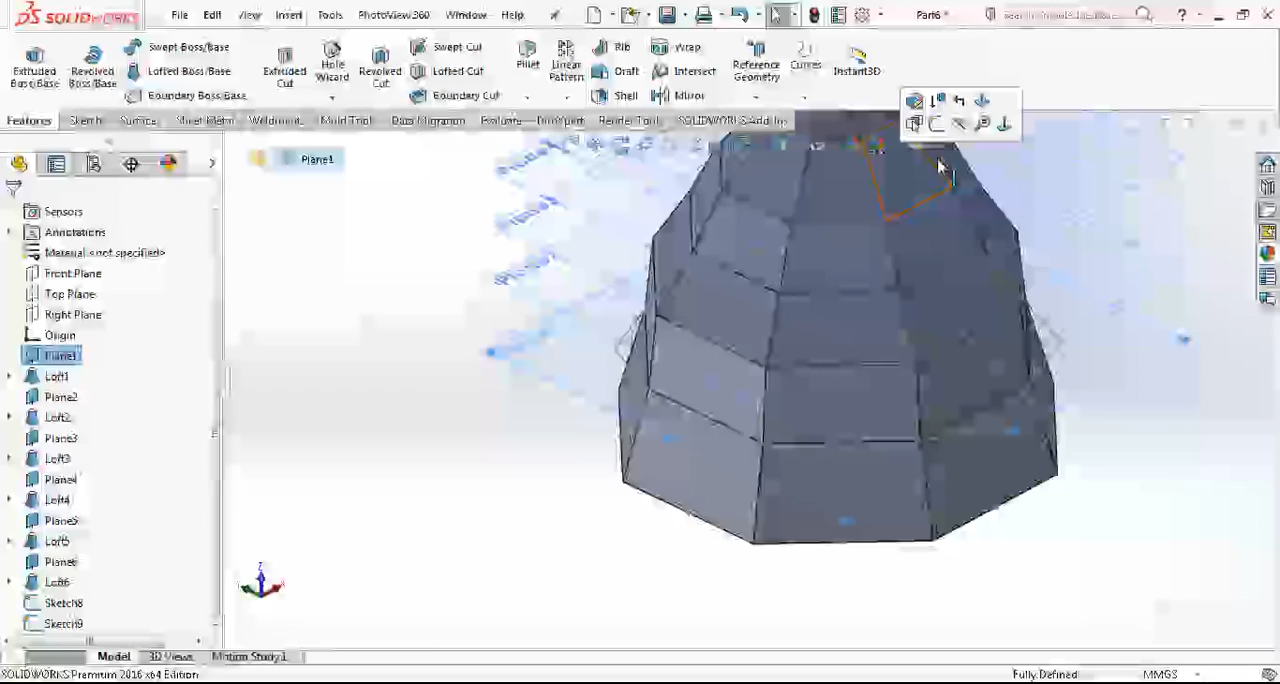 SOLIDWORKS File Edit View Insert Tools PhotoView 360 Window Help Part6 *
Extruded Boss/Base
Revolved Boss/Base
Swept Boss/Base
Lofted Boss/Base
Boundary Boss/Base
Extruded Cut
Hole Wizard
Revolved Cut
Swept Cut
Lofted Cut
Boundary Cut
Fillet
Linear Pattern
Rib
Draft
Shell
Wrap
Intersect
Mirror
Reference Geometry
Curves
Instant3D
Features Sketch Surface Sheet Metal Weldments Mold Tools Data Migration Evaluate DimXpert Render Tools SOLIDWORKS Add-Ins
Plane1
Sensors
Annotations
Material <not specified>
Front Plane
Top Plane
Right Plane
Origin
Plane1
Loft1
Plane2
Loft2
Plane3
Loft3
Plane4
Loft4
Plane5
Loft5
Plane6
Loft6
Sketch8
Sketch9
Z
Model 3D Views Motion Study 1
SOLIDWORKS Premium 2016 x64 Edition Fully Defined MMGS